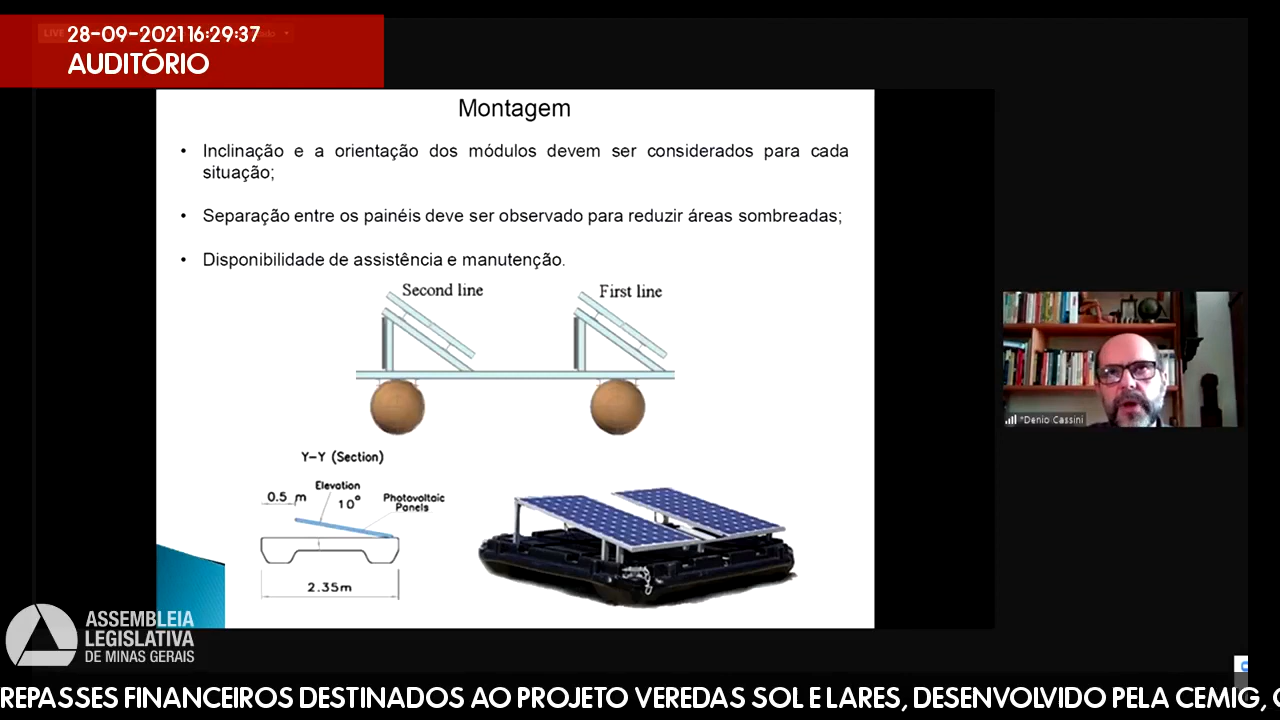 LIVE
28-09-2021 16:29:37
AUDITÓRIO
Montagem
• Inclinação e a orientação dos módulos devem ser considerados para cada
situação;
• Separação entre os painéis deve ser observado para reduzir áreas sombreadas;
• Disponibilidade de assistência e manutenção.
Second line
First line
Y-Y (Section)
Elevation
0.5 m
10°
Photovoltaic
Panels
2.35m
*Denio Cassini
ASSEMBLEIA
LEGISLATIVA
DE MINAS GERAIS
REPASSES FINANCEIROS DESTINADOS AO PROJETO VEREDAS SOL E LARES, DESENVOLVIDO PELA CEMIG,